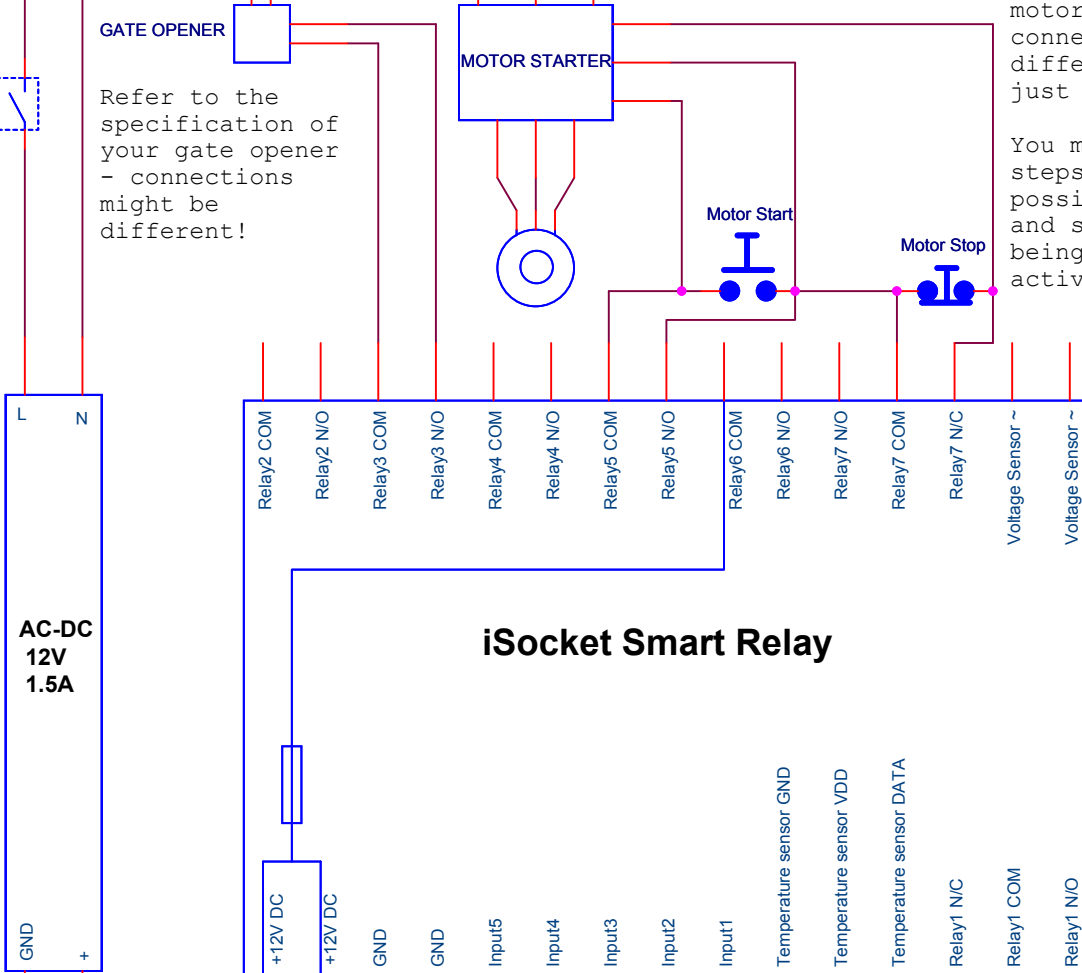 GATE OPENER
Refer to the
specification of
your gate opener
- connections
might be
different!
MOTOR STARTER
motor
conne
diffe
just
You m
steps
possi
and s
being
activ
Motor Start
Motor Stop
L
N
AC-DC
12V
1.5A
GND
+
Relay2 COM
Relay2 N/O
Relay3 COM
Relay3 N/O
Relay4 COM
Relay4 N/O
Relay5 COM
Relay5 N/O
Relay6 COM
Relay6 N/O
Relay7 N/O
Relay7 COM
Relay7 N/C
Voltage Sensor ~
Voltage Sensor ~
iSocket Smart Relay
+12V DC
+12V DC
GND
GND
Input5
Input4
Input3
Input2
Input1
Temperature sensor GND
Temperature sensor VDD
Temperature sensor DATA
Relay1 N/C
Relay1 COM
Relay1 N/O